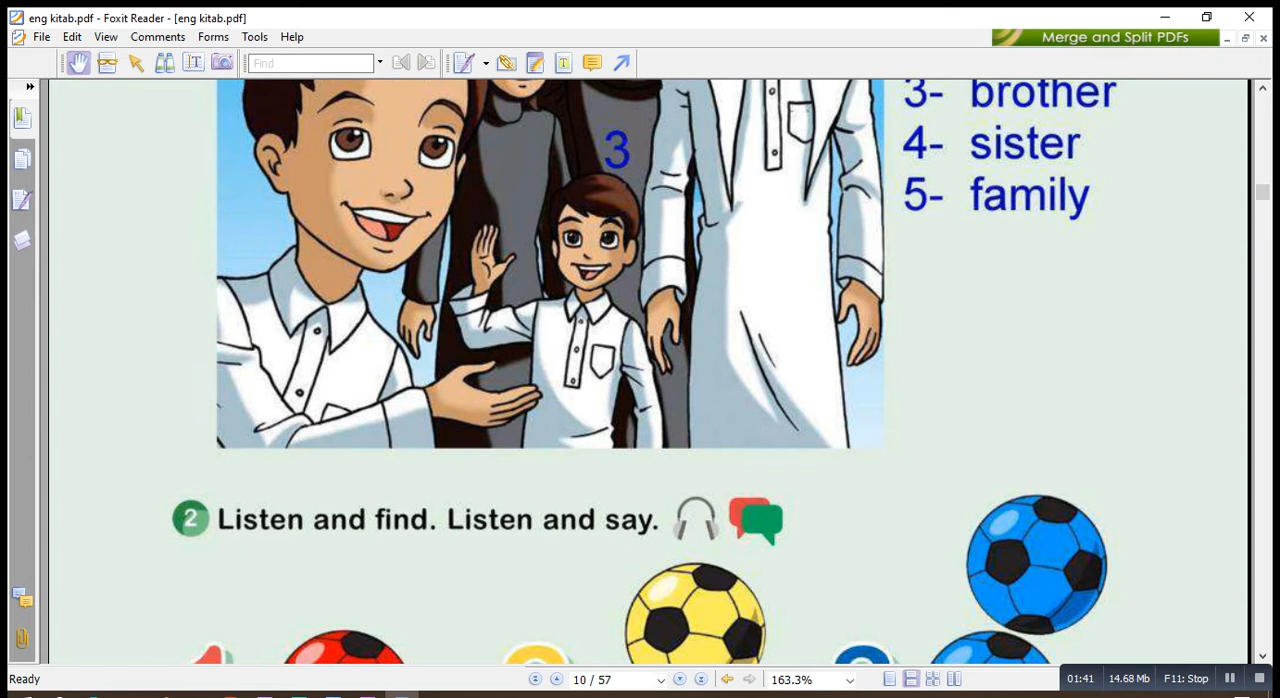 eng kitab.pdf - Foxit Reader - [eng kitab.pdf]
File Edit View Comments Forms Tools Help
Merge and Split PDFs
Find
3- brother
4- sister
5- family
3
2 Listen and find. Listen and say.
Ready
10 / 57
163.3%
01:41
14.68 Mb
F11: Stop